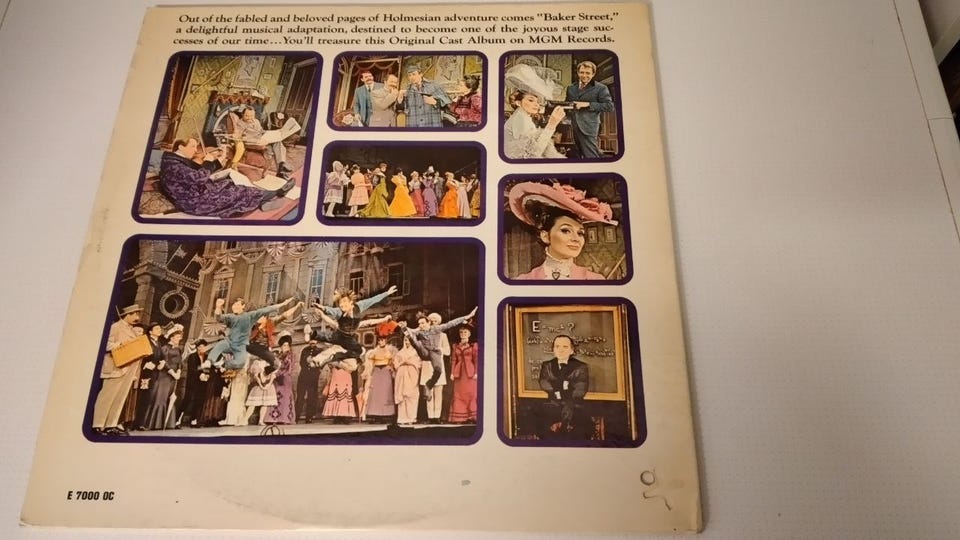 Out of the fabled and beloved pages of Holmesian adventure comes "Baker Street,"
a delightful musical adaptation, destined to become one of the joyous stage suc-
cesses of our time...You'll treasure this Original Cast Album on MGM Records.
E 7000 OC